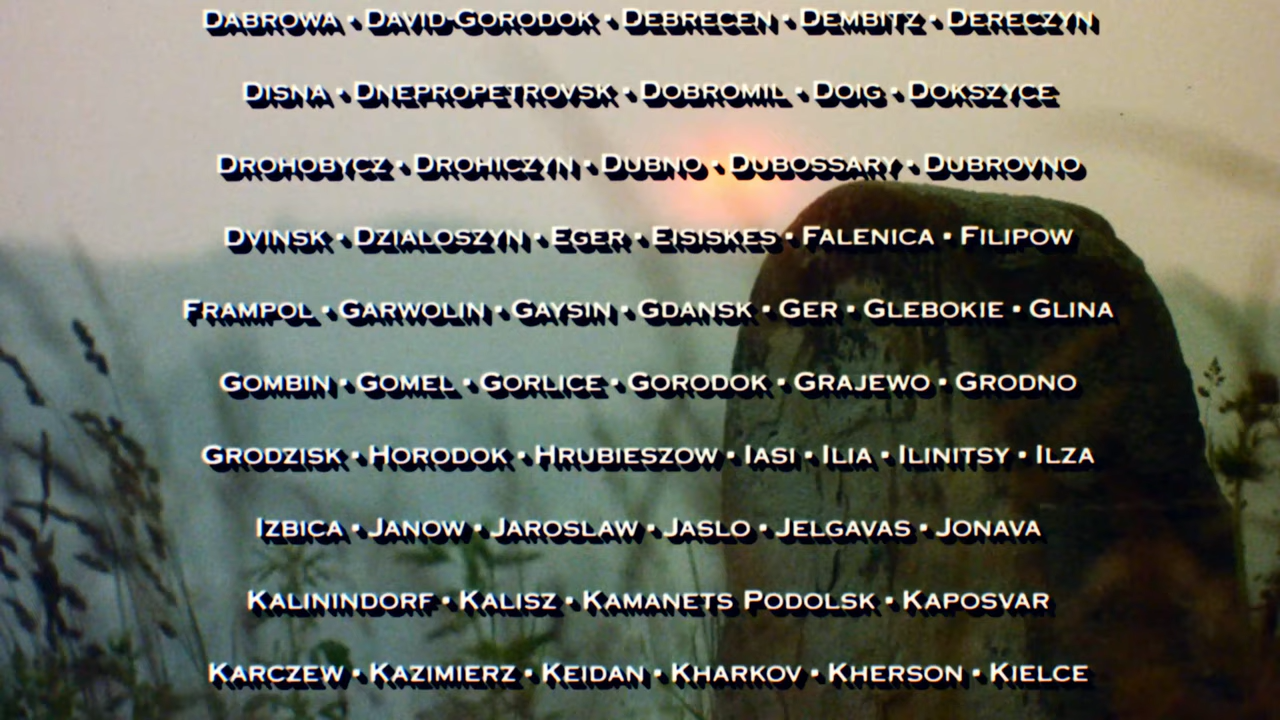 DABROWA • DAVID-GORODOK • DEBRECEN • DEMBITZ • DERECZYN
DISNA • DNEPROPETROVSK • DOBROMIL • DOIG • DOKSZYCE
DROHOBYCZ • DROHICZYN • DUBNO • DUBOSSARY • DUBROVNO
DVINSK • DZIALOSZYN • EGER • EISISKES • FALENICA • FILIPOW
FRAMPOL • GARWOLIN • GAYSIN • GDANSK • GER • GLEBOKIE • GLINA
GOMBIN • GOMEL • GORLICE • GORODOK • GRAJEWO • GRODNO
GRODZISK • HORODOK • HRUBIESZOW • IASI • ILIA • ILINITSY • ILZA
IZBICA • JANOW • JAROSLAW • JASLO • JELGAVAS • JONAVA
KALININDORF • KALISZ • KAMANETS PODOLSK • KAPOSVAR
KARCZEW • KAZIMIERZ • KEIDAN • KHARKOV • KHERSON • KIELCE